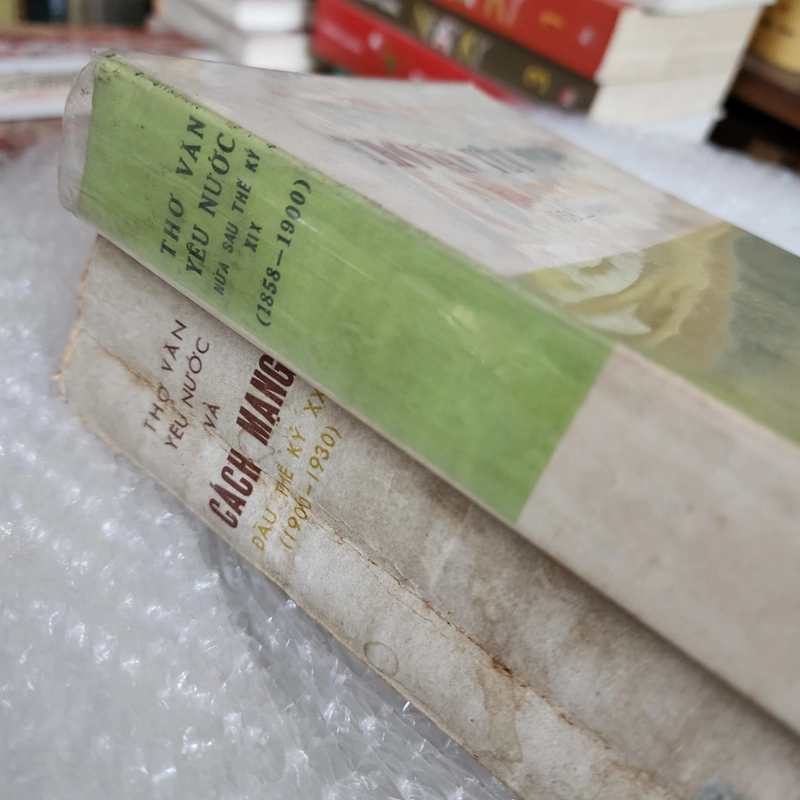 THƠ VĂN
YÊU NƯỚC
NỬA SAU THẾ KỶ
XIX
(1858—1900)
THƠ VĂN
YÊU NƯỚC
VÀ
CÁCH MẠNG
ĐẦU THẾ KỶ XX
(1900-1930)